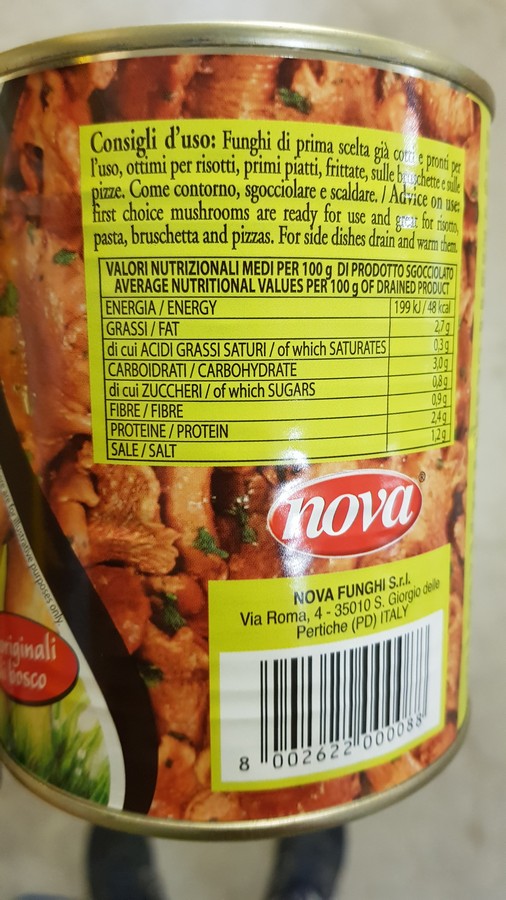 Consigli d'uso: Funghi di prima scelta già cotti e pronti per
l'uso, ottimi per risotti, primi piatti, frittate, sulle bruschette e sulle
pizze. Come contorno, sgocciolare e scaldare. / Advice on use:
first choice mushrooms are ready for use and great for risotto,
pasta, bruschetta and pizzas. For side dishes drain and warm them.
VALORI NUTRIZIONALI MEDI PER 100 g DI PRODOTTO SGOCCIOLATO
AVERAGE NUTRITIONAL VALUES PER 100 g OF DRAINED PRODUCT
ENERGIA / ENERGY 199 kJ / 48 kcal
GRASSI / FAT 2,7 g
di cui ACIDI GRASSI SATURI / of which SATURATES 0,3 g
CARBOIDRATI / CARBOHYDRATE 3,0 g
di cui ZUCCHERI / of which SUGARS 0,8 g
FIBRE / FIBRE 0,9 g
PROTEINE / PROTEIN 2,4 g
SALE / SALT 1,2 g
nova®
NOVA FUNGHI S.r.l.
Via Roma, 4 - 35010 S. Giorgio delle
Pertiche (PD) ITALY
8 002622 000088
purposes only
originali
bosco